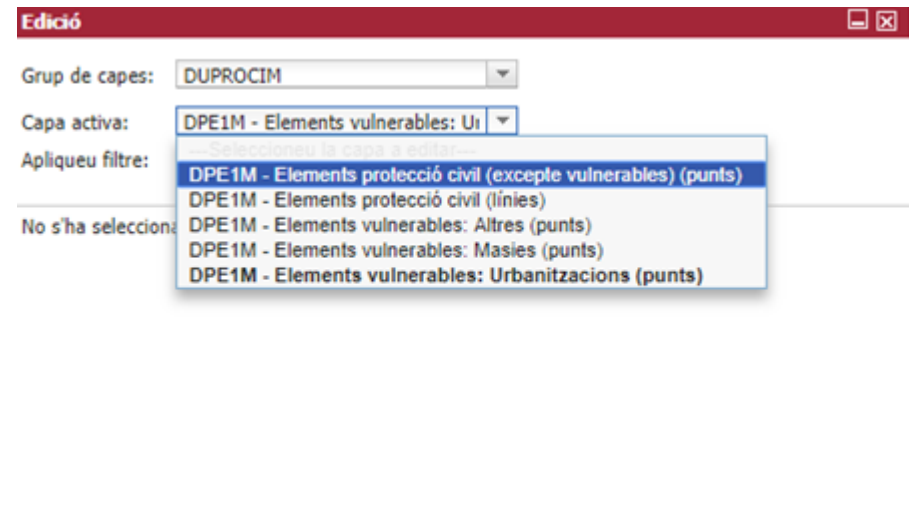 Edició
Grup de capes: DUPROCIM
Capa activa: DPE1M - Elements vulnerables:
Apliqueu filtre: ---Seleccioneu la capa a editar---
DPE1M - Elements protecció civil (excepte vulnerables) (punts)
DPE1M - Elements protecció civil (línies)
No s'ha DPE1M - Elements vulnerables: Altres (punts)
DPE1M - Elements vulnerables: Masies (punts)
DPE1M - Elements vulnerables: Urbanitzacions (punts)